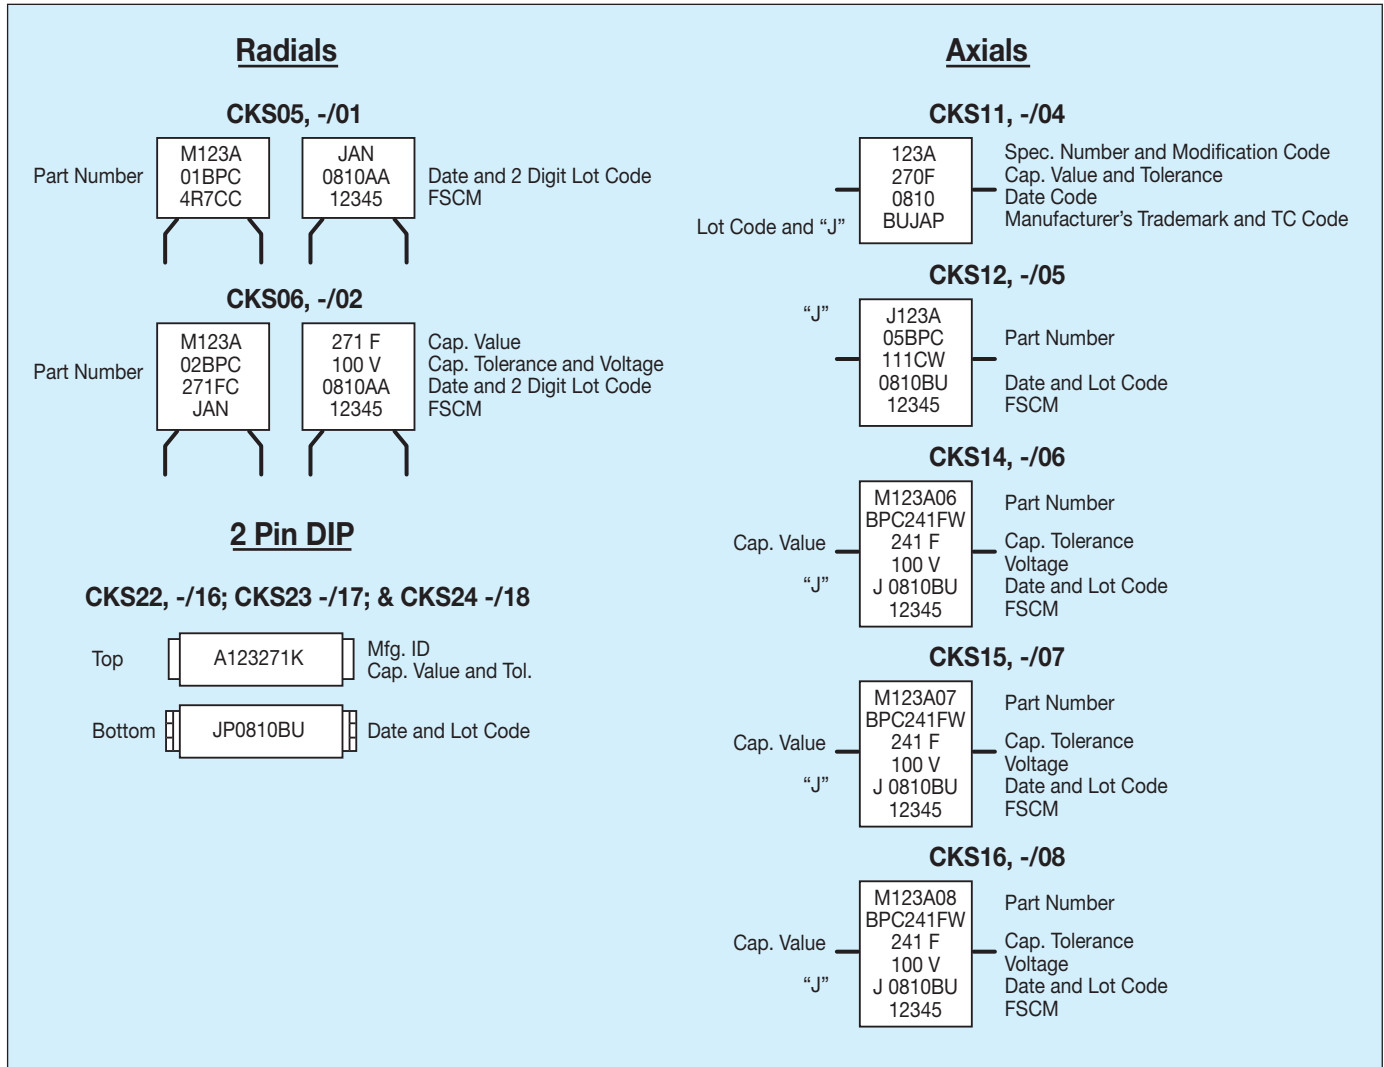 Radials
CKS05, -/01
Part Number
M123A
01BPC
4R7CC
JAN
0810AA
12345
Date and 2 Digit Lot Code
FSCM
CKS06, -/02
Part Number
M123A
02BPC
271FC
JAN
271 F
100 V
0810AA
12345
Cap. Value
Cap. Tolerance and Voltage
Date and 2 Digit Lot Code
FSCM
2 Pin DIP
CKS22, -/16; CKS23 -/17; & CKS24 -/18
Top
A123271K
Mfg. ID
Cap. Value and Tol.
Bottom
JP0810BU
Date and Lot Code
Axials
CKS11, -/04
Lot Code and “J”
123A
270F
0810
BUJAP
Spec. Number and Modification Code
Cap. Value and Tolerance
Date Code
Manufacturer’s Trademark and TC Code
CKS12, -/05
“J”
J123A
05BPC
111CW
0810BU
12345
Part Number
Date and Lot Code
FSCM
CKS14, -/06
Cap. Value
“J”
M123A06
BPC241FW
241 F
100 V
J 0810BU
12345
Part Number
Cap. Tolerance
Voltage
Date and Lot Code
FSCM
CKS15, -/07
Cap. Value
“J”
M123A07
BPC241FW
241 F
100 V
J 0810BU
12345
Part Number
Cap. Tolerance
Voltage
Date and Lot Code
FSCM
CKS16, -/08
Cap. Value
“J”
M123A08
BPC241FW
241 F
100 V
J 0810BU
12345
Part Number
Cap. Tolerance
Voltage
Date and Lot Code
FSCM